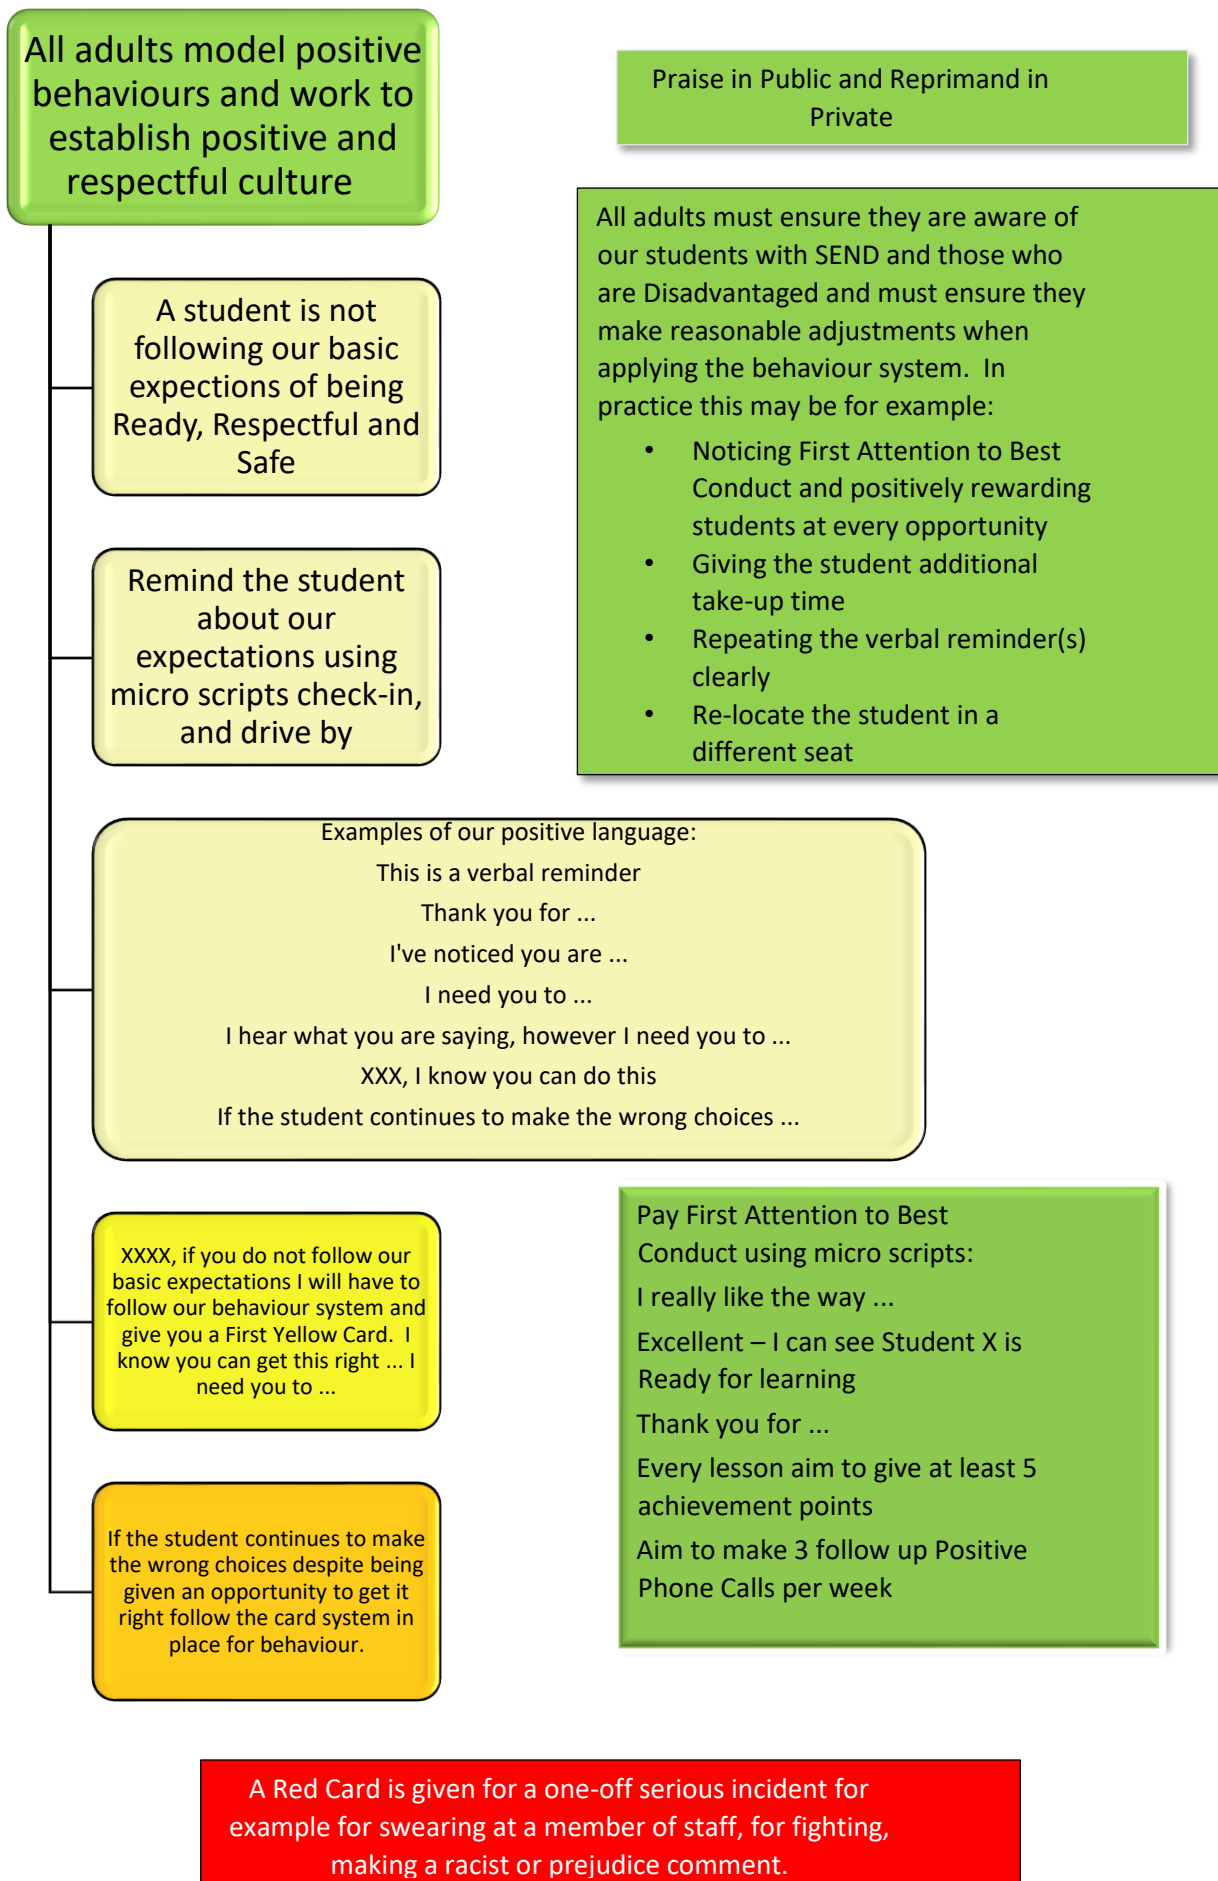 All adults model positive
behaviours and work to
establish positive and
respectful culture
Praise in Public and Reprimand in
Private
All adults must ensure they are aware of
our students with SEND and those who
are Disadvantaged and must ensure they
make reasonable adjustments when
applying the behaviour system. In
practice this may be for example:
• Noticing First Attention to Best
Conduct and positively rewarding
students at every opportunity
• Giving the student additional
take-up time
• Repeating the verbal reminder(s)
clearly
• Re-locate the student in a
different seat
A student is not
following our basic
expections of being
Ready, Respectful and
Safe
Remind the student
about our
expectations using
micro scripts check-in,
and drive by
Examples of our positive language:
This is a verbal reminder
Thank you for ...
I've noticed you are ...
I need you to ...
I hear what you are saying, however I need you to ...
XXX, I know you can do this
If the student continues to make the wrong choices ...
XXXX, if you do not follow our
basic expectations I will have to
follow our behaviour system and
give you a First Yellow Card. I
know you can get this right ... I
need you to ...
Pay First Attention to Best
Conduct using micro scripts:
I really like the way ...
Excellent – I can see Student X is
Ready for learning
Thank you for ...
Every lesson aim to give at least 5
achievement points
Aim to make 3 follow up Positive
Phone Calls per week
If the student continues to make
the wrong choices despite being
given an opportunity to get it
right follow the card system in
place for behaviour.
A Red Card is given for a one-off serious incident for
example for swearing at a member of staff, for fighting,
making a racist or prejudice comment.